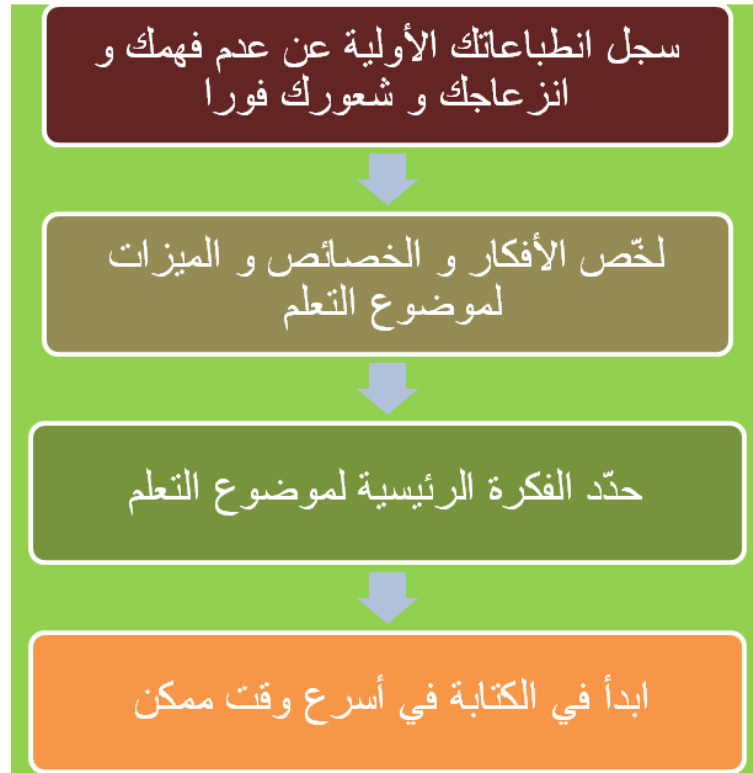 سجل انطباعاتك الأولية عن عدم فهمك و
انزعاجك و شعورك فورا
لخّص الأفكار و الخصائص و الميزات
لموضوع التعلم
حدّد الفكرة الرئيسية لموضوع التعلم
ابدأ في الكتابة في أسرع وقت ممكن